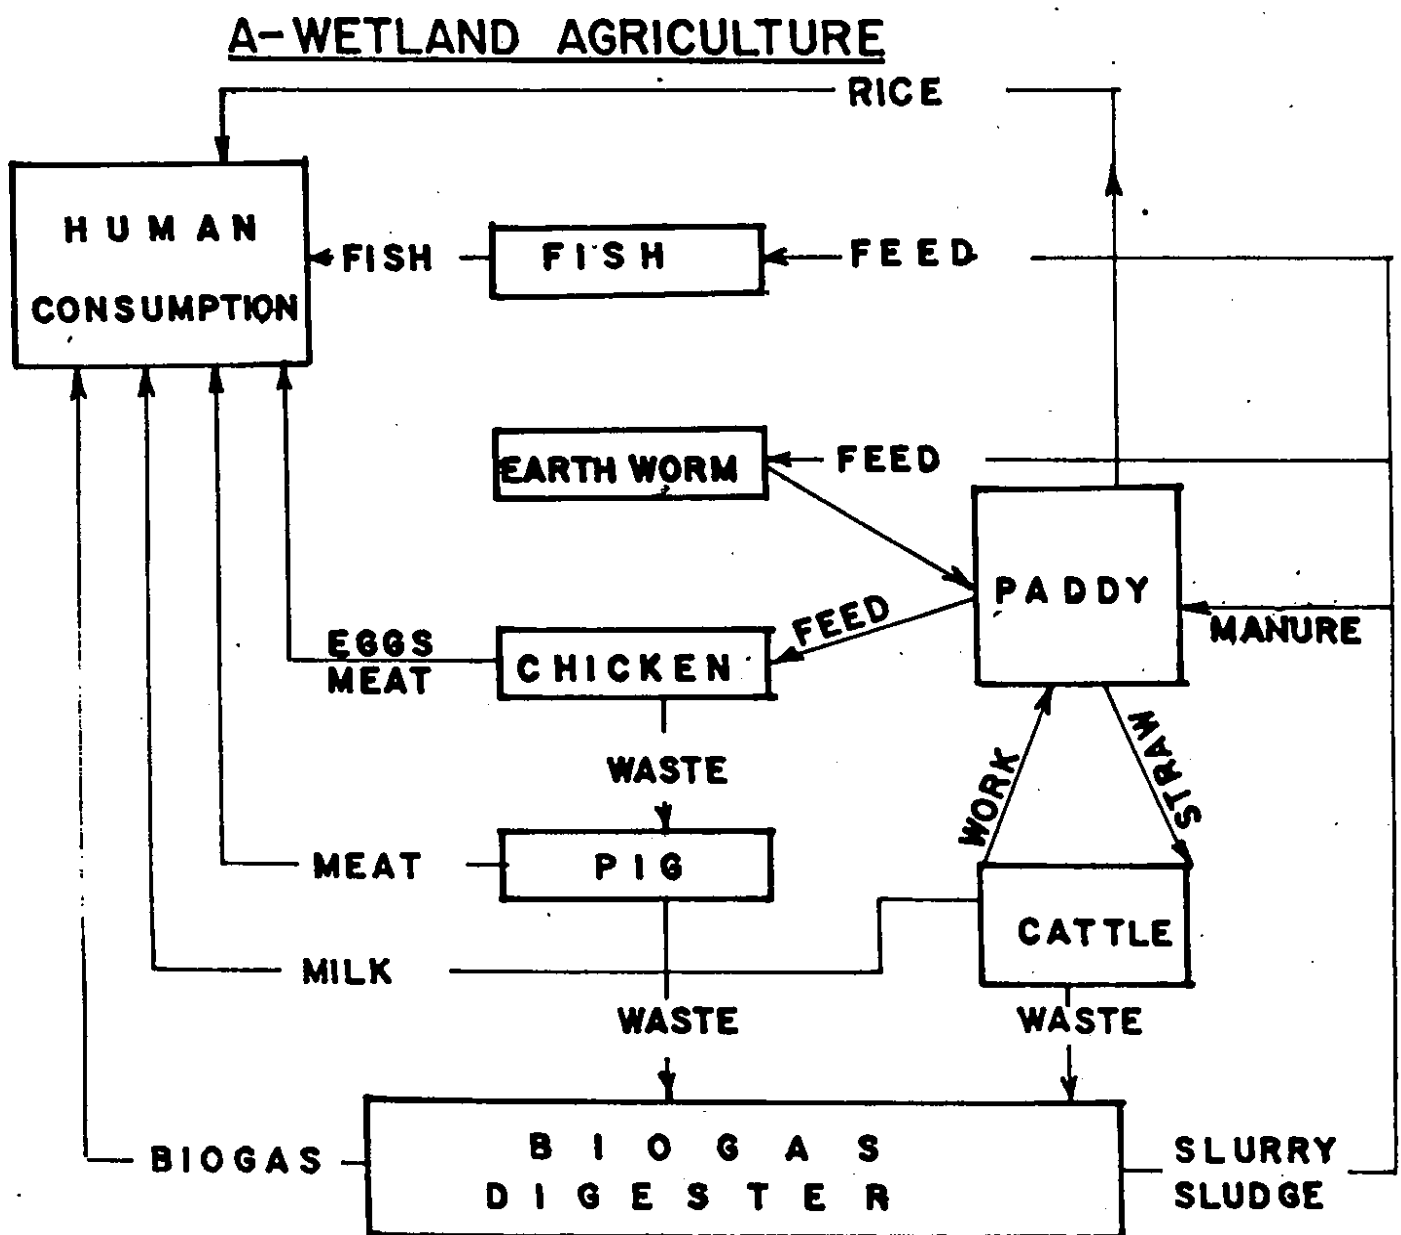 A-WETLAND AGRICULTURE
RICE
HUMAN
CONSUMPTION
FISH
FISH
FEED
EARTH WORM
FEED
PADDY
MANURE
FEED
EGGS
MEAT
CHICKEN
WASTE
WORK
STRAW
MEAT
PIG
CATTLE
MILK
WASTE
WASTE
BIOGAS
BIOGAS
DIGESTER
SLURRY
SLUDGE